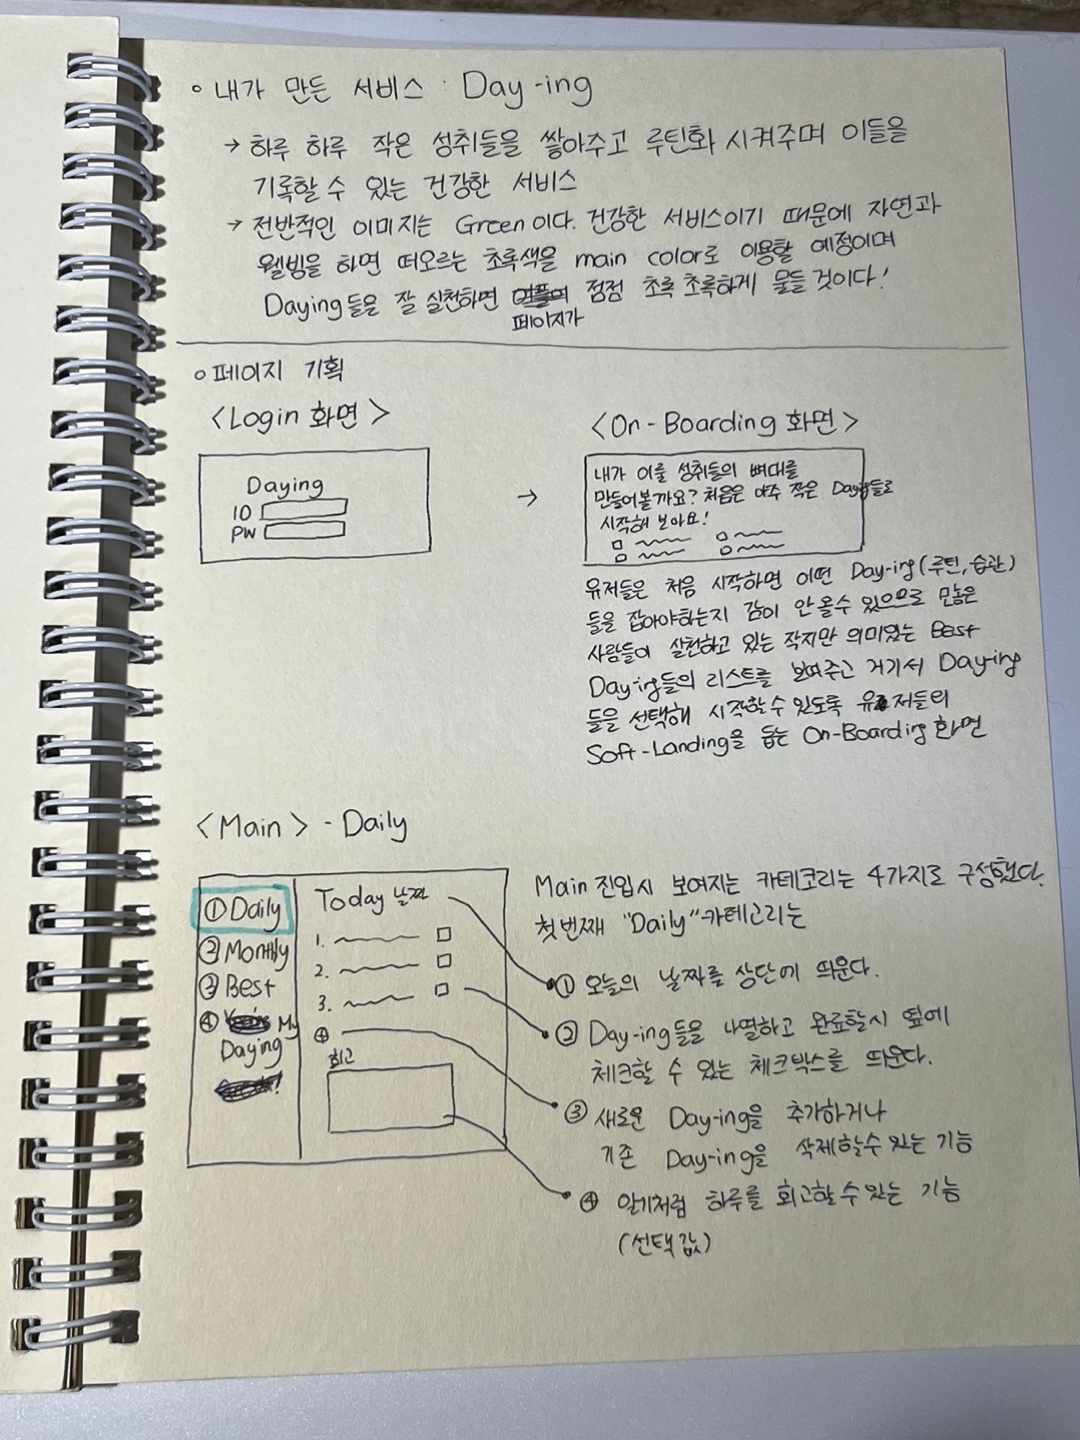 ○ 내가 만든 서비스 : Day-ing
→ 하루 하루 작은 성취들을 쌓아주고 루틴화 시켜주며 이들을
기록할 수 있는 건강한 서비스
→ 전반적인 이미지는 Green이다. 건강한 서비스이기 때문에 자연과
웰빙을 하면 떠오르는 초록색을 main color로 이용할 예정이며
Daying들은 잘 실천하면 점점 초록초록하게 물들 것이다!
페이지가
○ 페이지 기획
<Login 화면>
Daying
ID
PW
→
<On-Boarding 화면>
내가 이룰 성취들의 뼈대를
만들어볼까요? 처음은 아주 작은 Daying들로
시작해 보아요!
유저들은 처음 시작하면 어떤 Day-ing(루틴,습관)
들을 잡아야하는지 감이 안올수 있으므로 많은
사람들이 실천하고 있는 작지만 의미있는 Best
Day-ing들의 리스트를 보여주고 거기서 Day-ing
들을 선택해 시작할수 있도록 유저들의
Soft-Landing을 돕는 On-Boarding 화면
<Main> - Daily
① Daily
② Monthly
③ Best
④ My
Daying
Today 날짜
1.
2.
3.
⊕
회고
Main 진입시 보여지는 카테코리는 4가지로 구성했다.
첫번째 "Daily" 카테고리는
① 오늘의 날짜를 상단에 띄운다.
② Day-ing들을 나열하고 완료할시 옆에
체크할 수 있는 체크박스를 띄운다.
③ 새로운 Day-ing을 추가하거나
기존 Day-ing을 삭제할수 있는 기능
④ 일기처럼 하루를 회고할 수 있는 기능
(선택값)